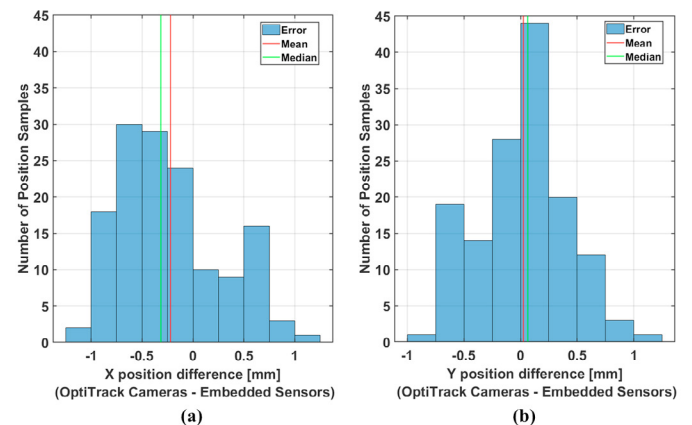 45
40
35
30
25
20
15
10
5
0
Number of Position Samples
Error
Mean
Median
-1 -0.5 0 0.5 1
X position difference [mm]
(OptiTrack Cameras - Embedded Sensors)
(a)
45
40
35
30
25
20
15
10
5
0
Number of Position Samples
Error
Mean
Median
-1 -0.5 0 0.5 1
Y position difference [mm]
(OptiTrack Cameras - Embedded Sensors)
(b)